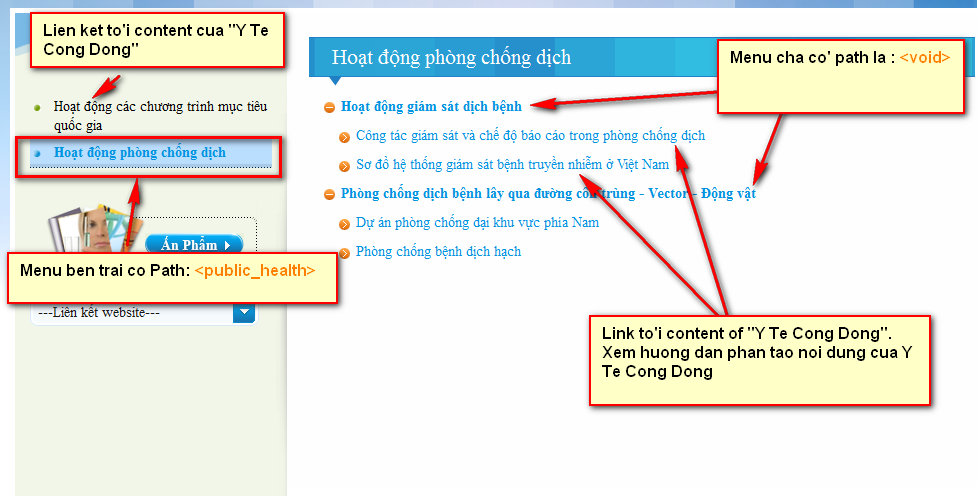 Lien ket to'i content cua "Y Te
Cong Dong"
Hoạt động các chương trình mục tiêu
quốc gia
Hoạt động phòng chống dịch
Ấn Phẩm
Menu ben trai co Path: <public_health>
---Liên kết website---
Hoạt động phòng chống dịch
Menu cha co' path la : <void>
Hoạt động giám sát dịch bệnh
Công tác giám sát và chế độ báo cáo trong phòng chống dịch
Sơ đồ hệ thống giám sát bệnh truyền nhiễm ở Việt Nam
Phòng chống dịch bệnh lây qua đường côn trùng - Vector - Động vật
Dự án phòng chống dại khu vực phía Nam
Phòng chống bệnh dịch hạch
Link to'i content of "Y Te Cong Dong".
Xem huong dan phan tao noi dung cua Y
Te Cong Dong